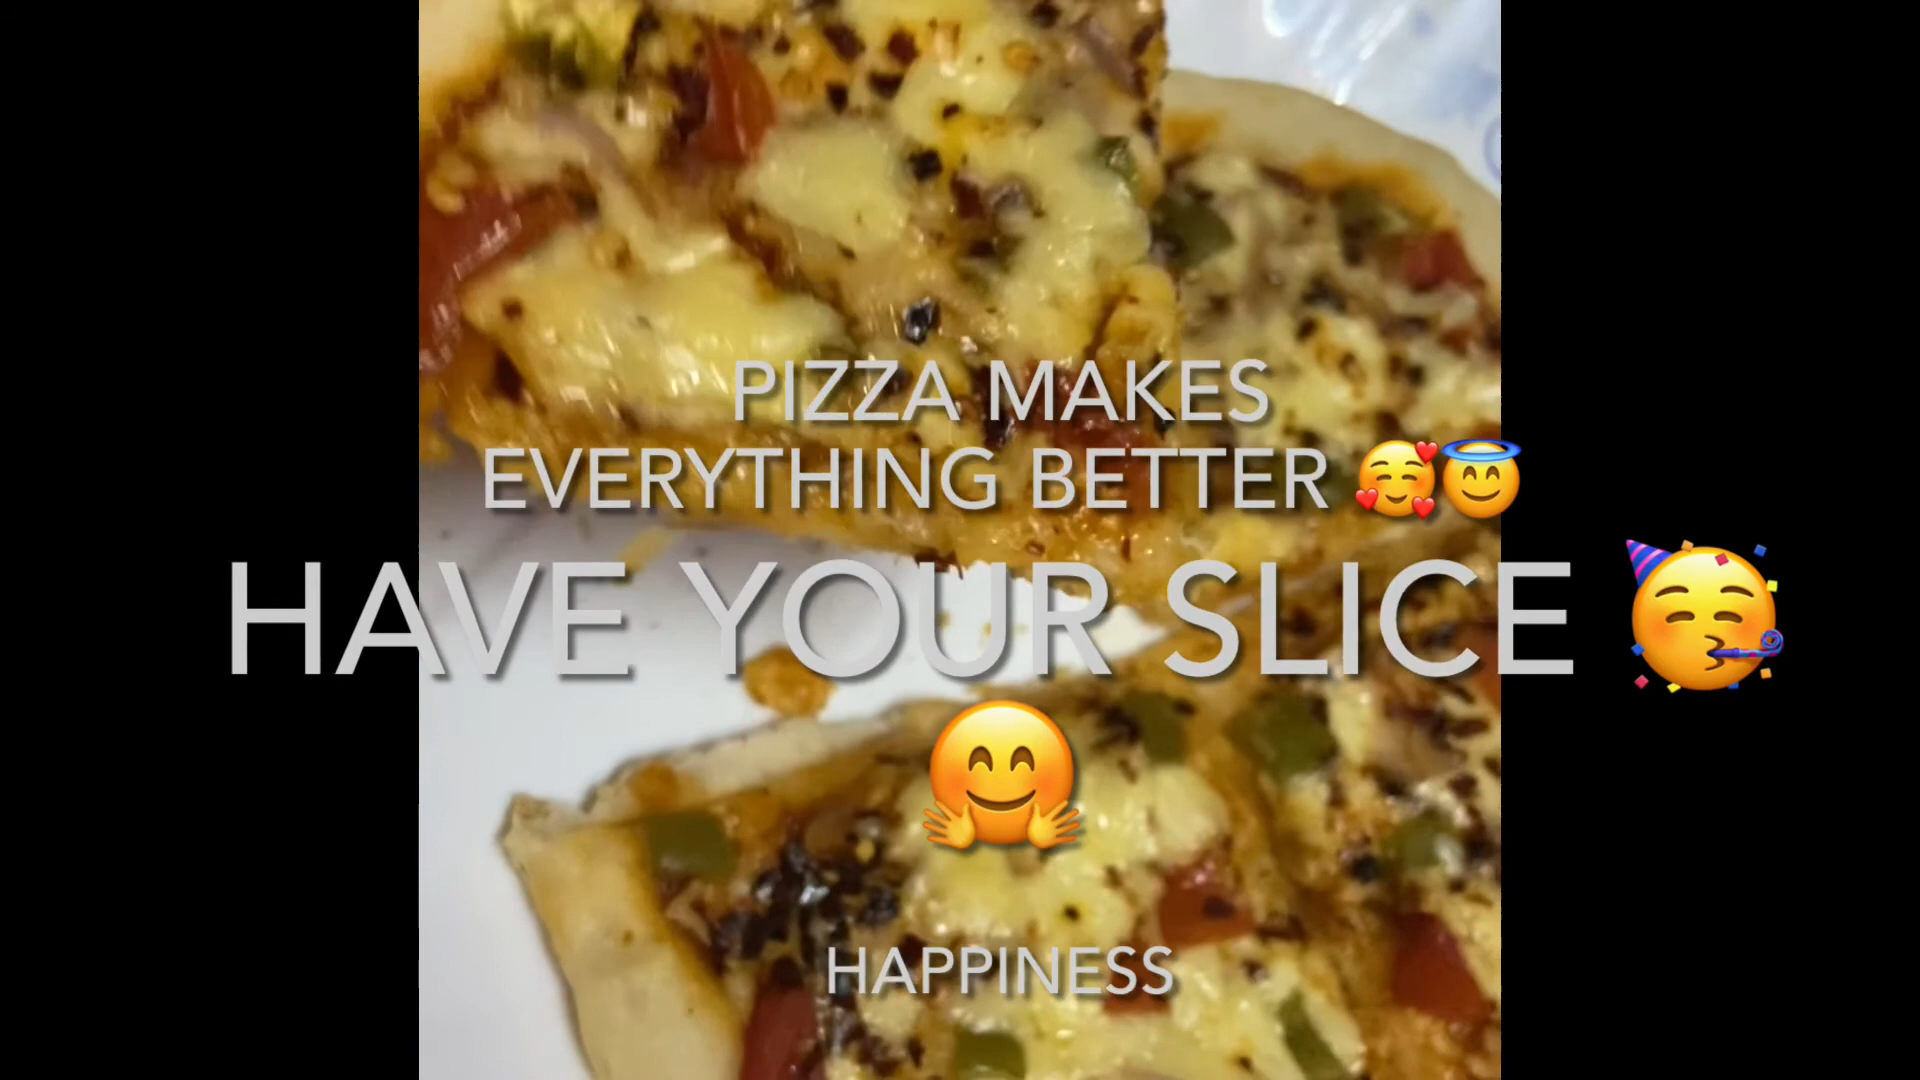 PIZZA MAKES
EVERYTHING BETTER 🥰😇
HAVE YOUR SLICE 🥳
🤗
HAPPINESS